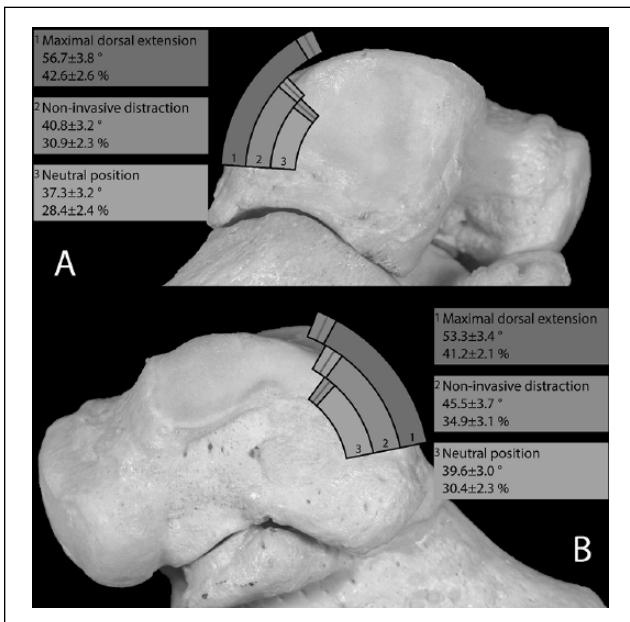 1 Maximal dorsal extension
56.7±3.8 °
42.6±2.6 %
2 Non-invasive distraction
40.8±3.2 °
30.9±2.3 %
3 Neutral position
37.3±3.2 °
28.4±2.4 %
1 2 3
A
1 Maximal dorsal extension
53.3±3.4 °
41.2±2.1 %
2 Non-invasive distraction
45.5±3.7 °
34.9±3.1 %
3 Neutral position
39.6±3.0 °
30.4±2.3 %
3 2 1
B